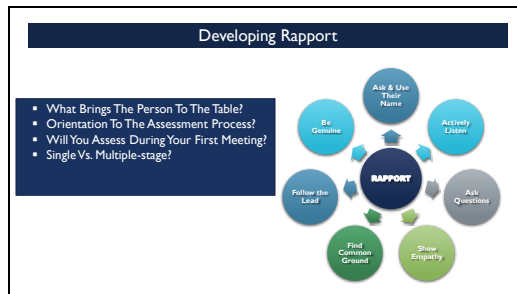 Developing Rapport
▪ What Brings The Person To The Table?
▪ Orientation To The Assessment Process?
▪ Will You Assess During Your First Meeting?
▪ Single Vs. Multiple-stage?
Ask & Use
Their
Name
Actively
Listen
Ask
Questions
Show
Empathy
Find
Common
Ground
Follow the
Lead
Be
Genuine
RAPPORT